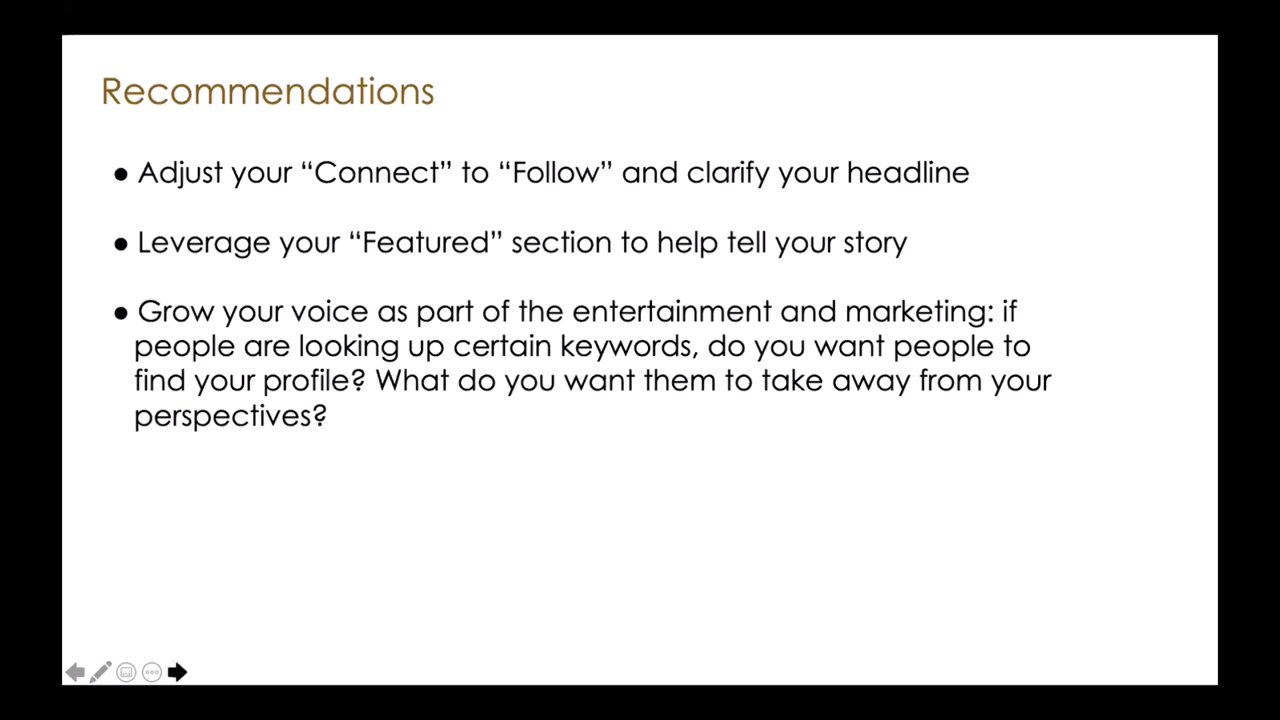 Recommendations
● Adjust your “Connect” to “Follow” and clarify your headline
● Leverage your “Featured” section to help tell your story
● Grow your voice as part of the entertainment and marketing: if
people are looking up certain keywords, do you want people to
find your profile? What do you want them to take away from your
perspectives?